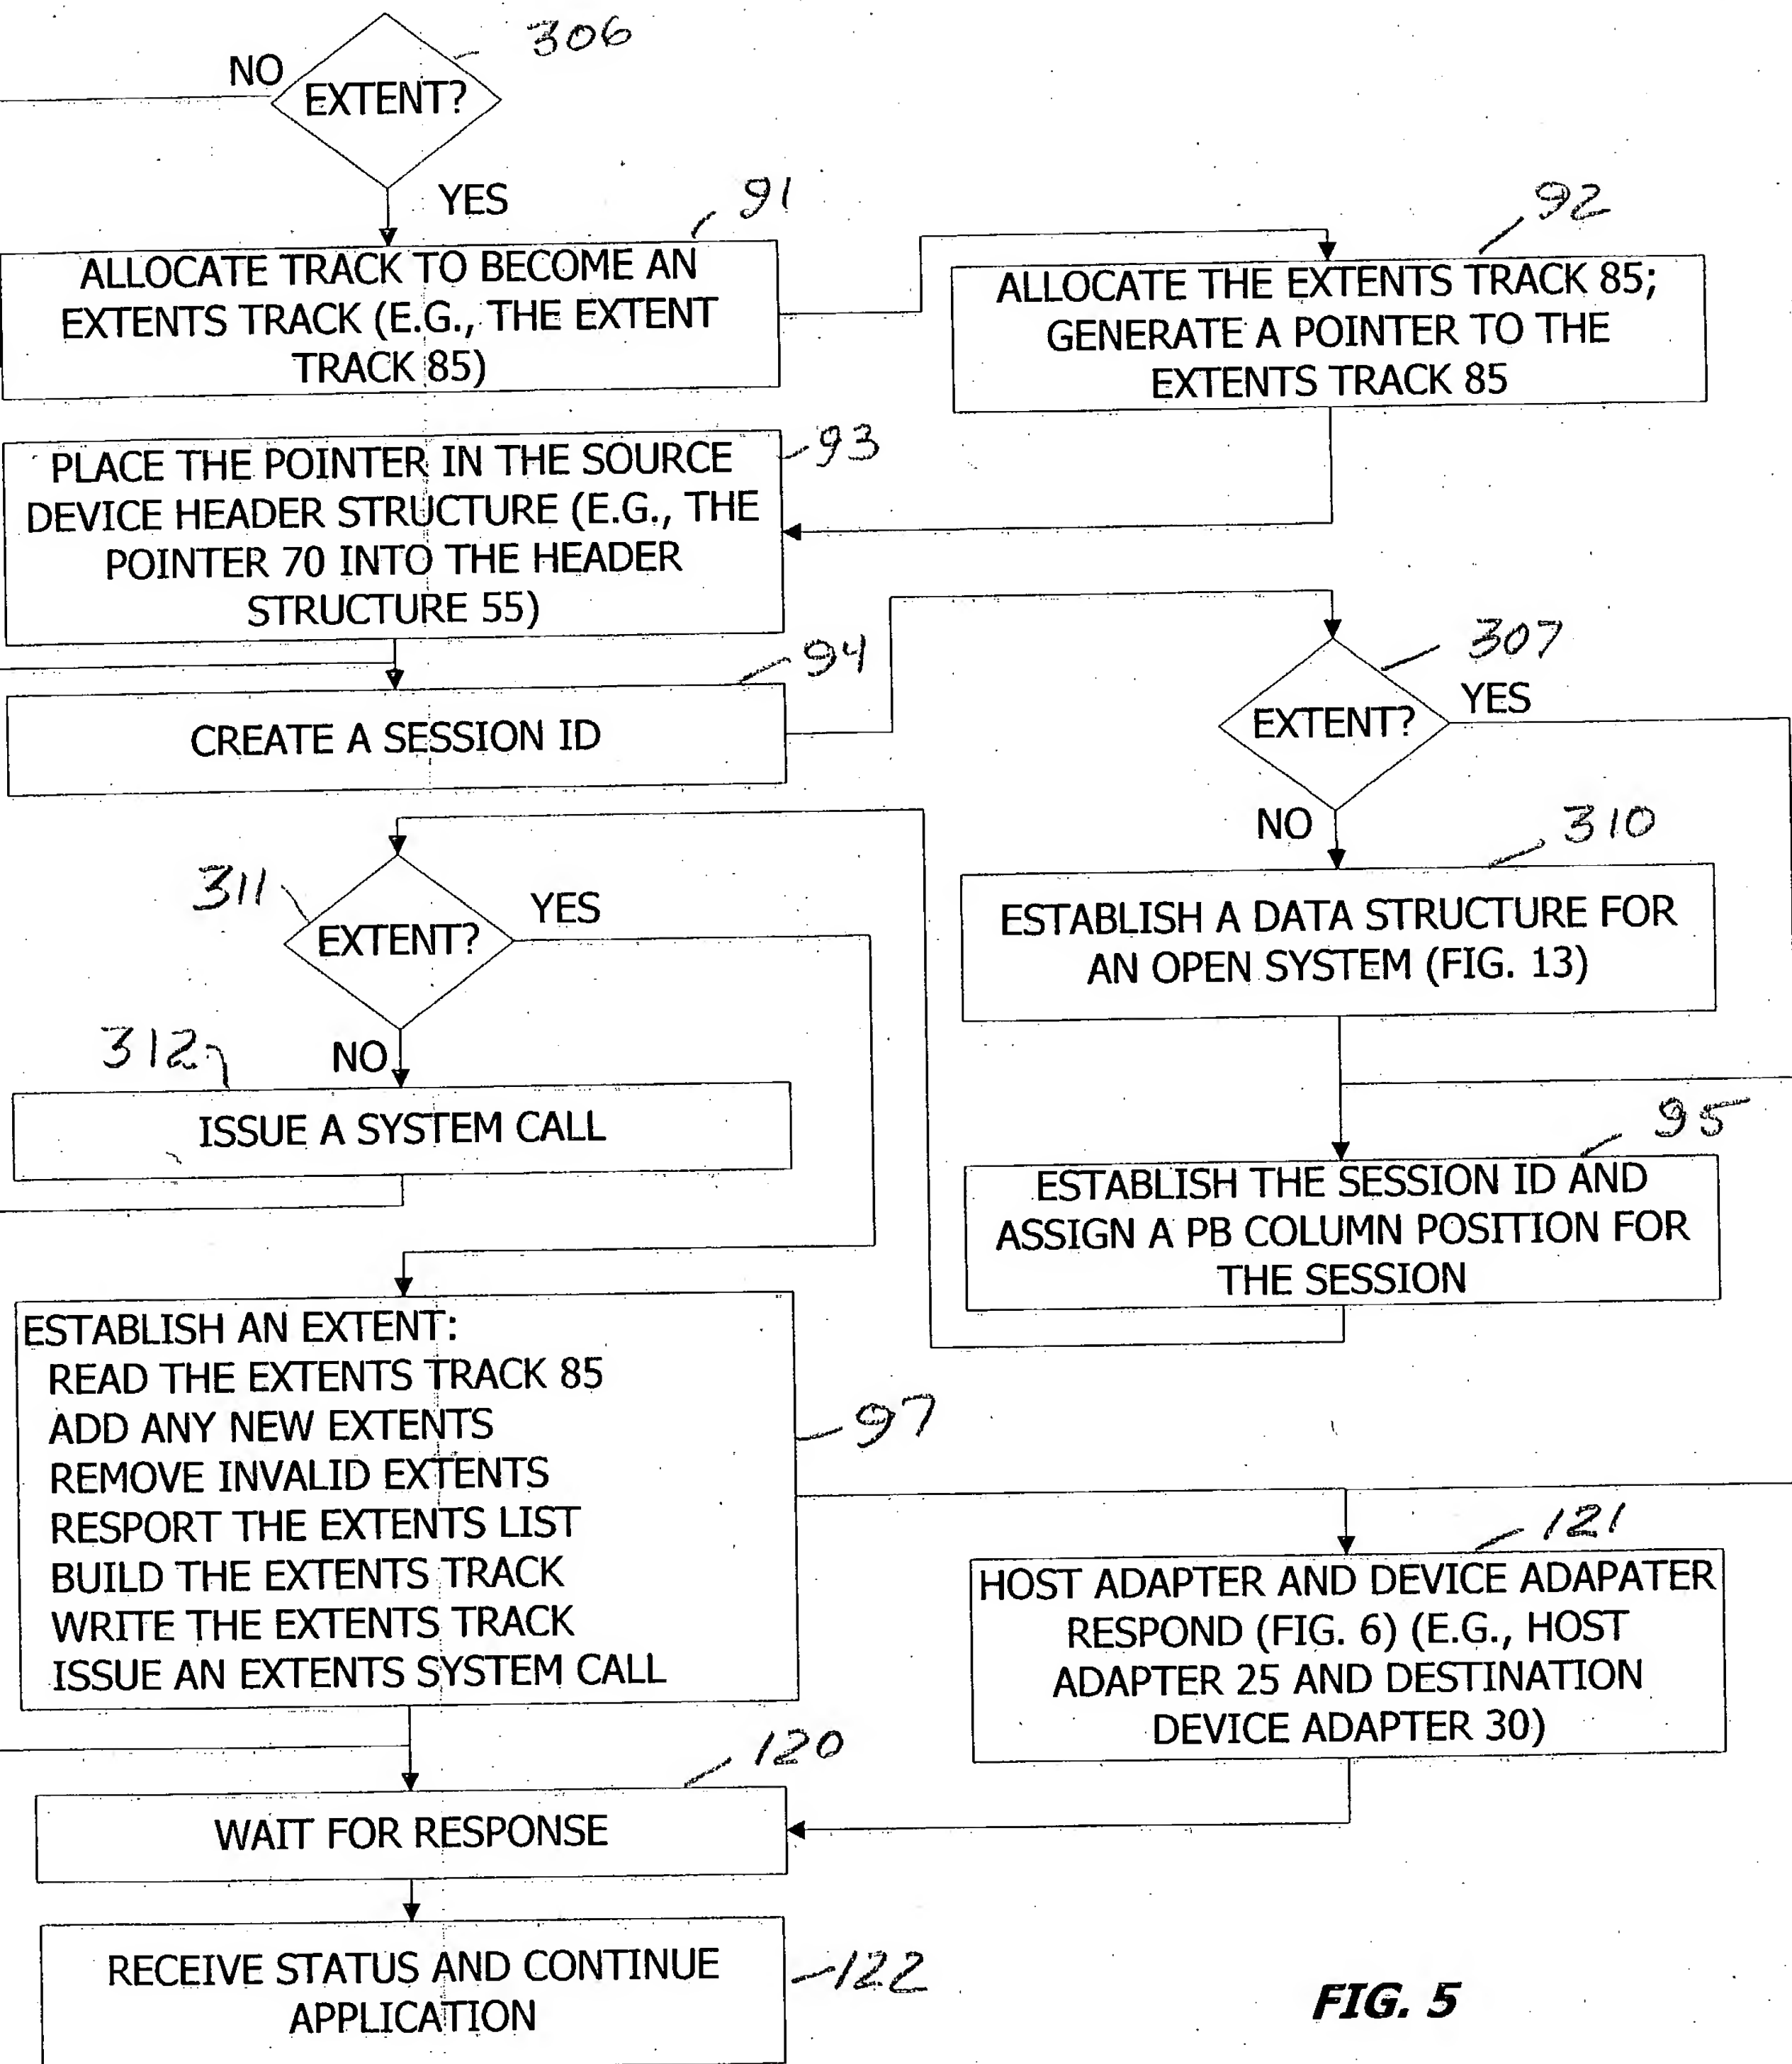 306
NO
EXTENT?
YES
91
ALLOCATE TRACK TO BECOME AN
EXTENTS TRACK (E.G., THE EXTENT
TRACK 85)
92
ALLOCATE THE EXTENTS TRACK 85;
GENERATE A POINTER TO THE
EXTENTS TRACK 85
93
PLACE THE POINTER IN THE SOURCE
DEVICE HEADER STRUCTURE (E.G., THE
POINTER 70 INTO THE HEADER
STRUCTURE 55)
94
CREATE A SESSION ID
307
EXTENT?
YES
NO
310
ESTABLISH A DATA STRUCTURE FOR
AN OPEN SYSTEM (FIG. 13)
95
ESTABLISH THE SESSION ID AND
ASSIGN A PB COLUMN POSITION FOR
THE SESSION
311
EXTENT?
YES
NO
312
ISSUE A SYSTEM CALL
97
ESTABLISH AN EXTENT:
READ THE EXTENTS TRACK 85
ADD ANY NEW EXTENTS
REMOVE INVALID EXTENTS
RESPORT THE EXTENTS LIST
BUILD THE EXTENTS TRACK
WRITE THE EXTENTS TRACK
ISSUE AN EXTENTS SYSTEM CALL
121
HOST ADAPTER AND DEVICE ADAPATER
RESPOND (FIG. 6) (E.G., HOST
ADAPTER 25 AND DESTINATION
DEVICE ADAPTER 30)
120
WAIT FOR RESPONSE
122
RECEIVE STATUS AND CONTINUE
APPLICATION
FIG. 5